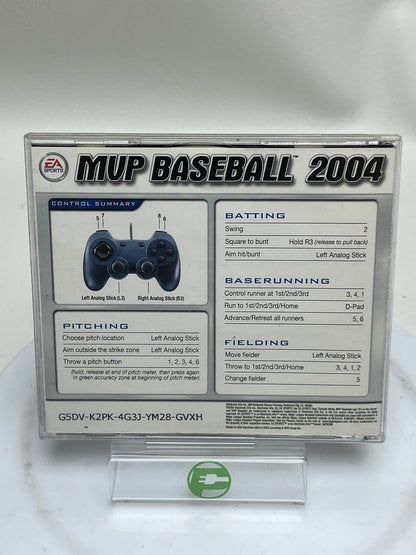 EA SPORTS
MVP BASEBALL™ 2004
CONTROL SUMMARY
5 7 8 6
Left Analog Stick (L3) Right Analog Stick (R3)
PITCHING
Choose pitch location Left Analog Stick
Aim outside the strike zone Left Analog Stick
Throw a pitch button 1, 2, 3, 4, 6
(hold, release at end of pitch meter, then press again
in green accuracy zone at beginning of pitch meter)
BATTING
Swing 2
Square to bunt Hold R3 (release to pull back)
Aim hit/bunt Left Analog Stick
BASERUNNING
Control runner at 1st/2nd/3rd 3, 4, 1
Run to 1st/2nd/3rd/Home D-Pad
Advance/Retreat all runners 5, 6
FIELDING
Move fielder Left Analog Stick
Throw to 1st/2nd/3rd/Home 3, 4, 1, 2
Change fielder 5
G5DV-K2PK-4G3J-YM28-GVXH